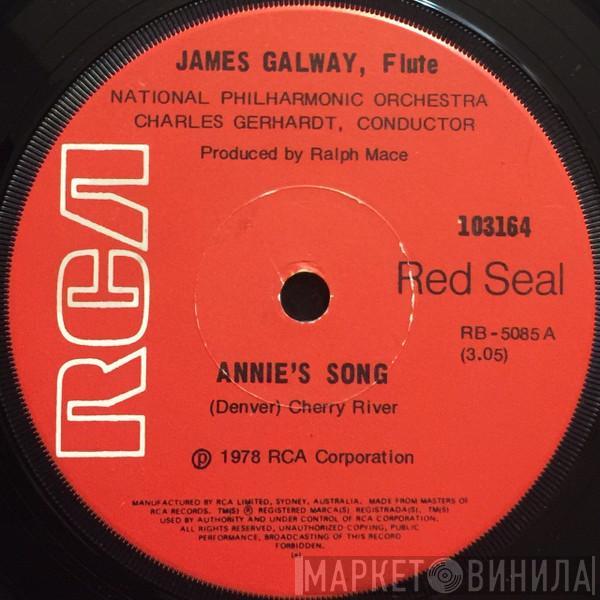 JAMES GALWAY, Flute
NATIONAL PHILHARMONIC ORCHESTRA
CHARLES GERHARDT, CONDUCTOR
Produced by Ralph Mace
RCA
103164
Red Seal
RB-5085A
(3.05)
ANNIE'S SONG
(Denver) Cherry River
℗ 1978 RCA Corporation
MANUFACTURED BY RCA LIMITED, SYDNEY, AUSTRALIA. MADE FROM MASTERS OF
RCA RECORDS. TM(S) ® REGISTERED MARCA(S) REGISTRADA(S), TM(S)
USED BY AUTHORITY AND UNDER CONTROL OF RCA CORPORATION.
ALL RIGHTS RESERVED, UNAUTHORIZED COPYING, PUBLIC
PERFORMANCE, BROADCASTING OF THIS RECORD
FORBIDDEN.
МАРКЕТ ВИНИЛА